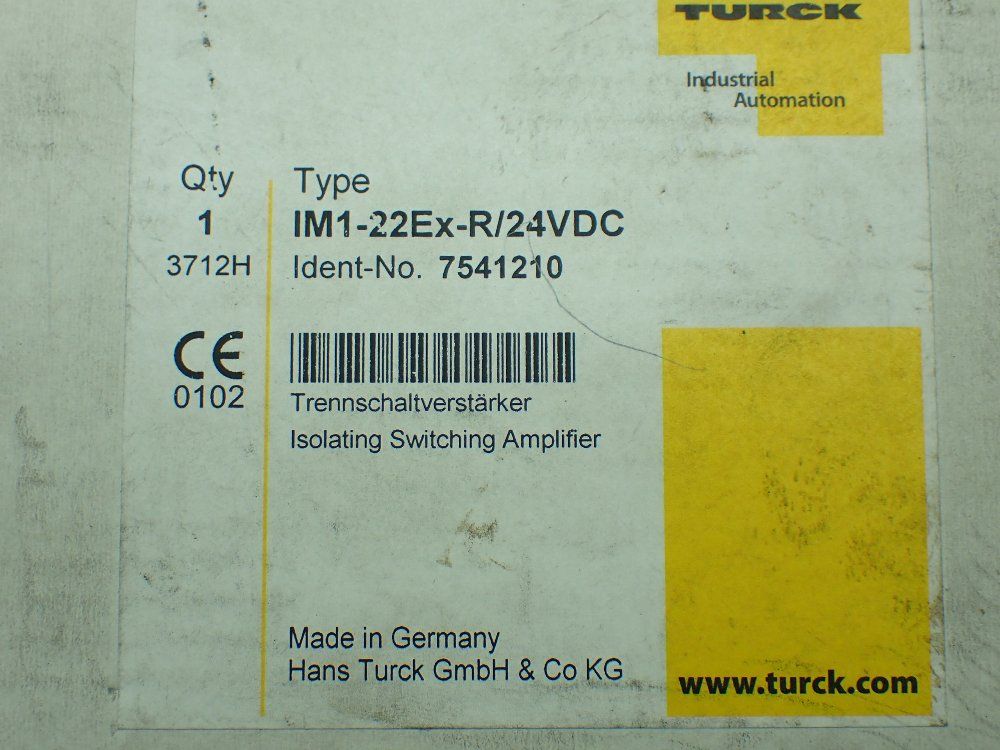 TURCK
Industrial
Automation
Qty
1
3712H
Type
IM1-22Ex-R/24VDC
Ident-No. 7541210
CE
0102
Trennschaltverstärker
Isolating Switching Amplifier
Made in Germany
Hans Turck GmbH & Co KG
www.turck.com